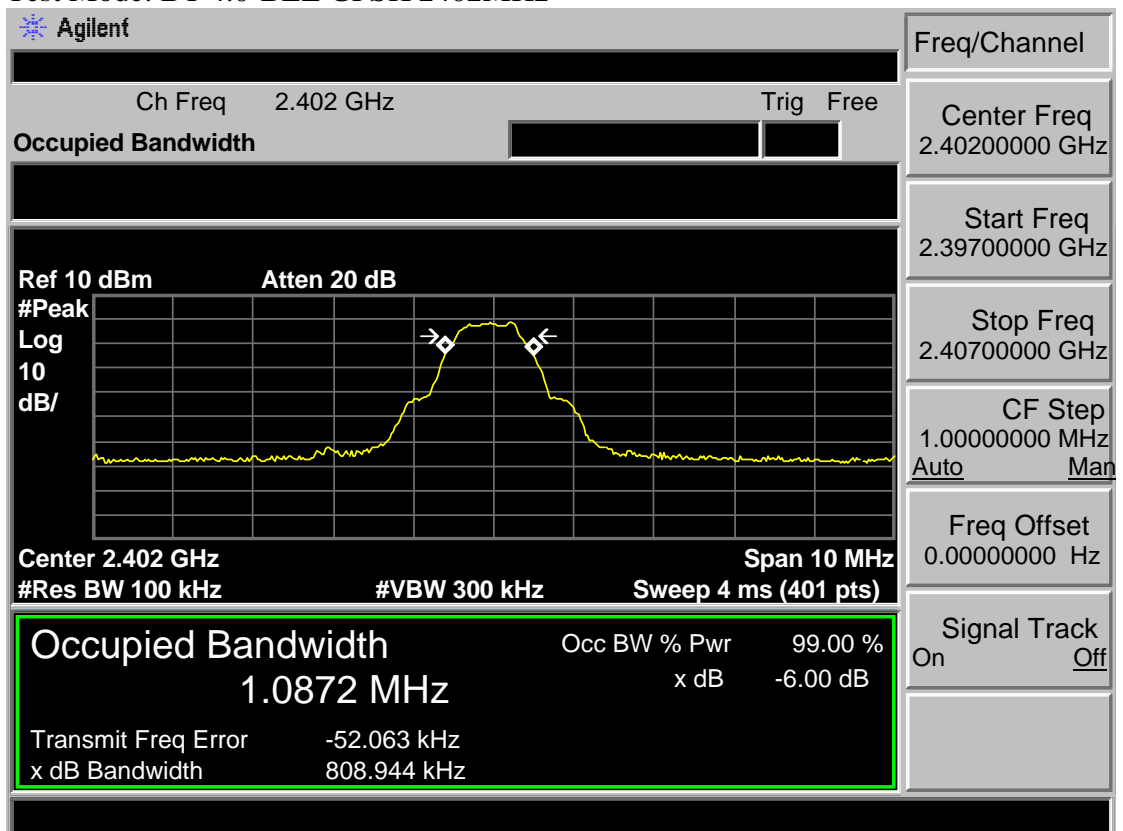 Agilent
Freq/Channel
Ch Freq 2.402 GHz Trig Free
Occupied Bandwidth
Center Freq
2.40200000 GHz
Start Freq
2.39700000 GHz
Stop Freq
2.40700000 GHz
CF Step
1.00000000 MHz
Auto Man
Freq Offset
0.00000000 Hz
Signal Track
On Off
Ref 10 dBm Atten 20 dB
#Peak
Log
10
dB/
Center 2.402 GHz Span 10 MHz
#Res BW 100 kHz #VBW 300 kHz Sweep 4 ms (401 pts)
Occupied Bandwidth Occ BW % Pwr 99.00 %
1.0872 MHz x dB -6.00 dB
Transmit Freq Error -52.063 kHz
x dB Bandwidth 808.944 kHz